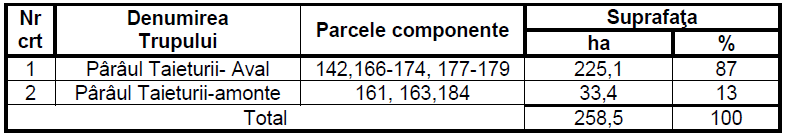 Nr crt Denumirea Trupului Parcele componente Suprafaţa
ha %
1 Pârâul Taieturii- Aval 142,166-174, 177-179 225,1 87
2 Pârâul Taieturii-amonte 161, 163,184 33,4 13
Total 258,5 100